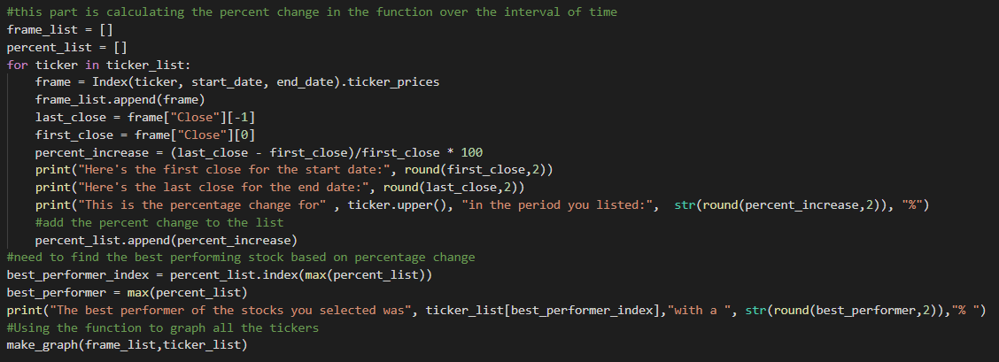 #this part is calculating the percent change in the function over the interval of time
frame_list = []
percent_list = []
for ticker in ticker_list:
    frame = Index(ticker, start_date, end_date).ticker_prices
    frame_list.append(frame)
    last_close = frame["Close"][-1]
    first_close = frame["Close"][0]
    percent_increase = (last_close - first_close)/first_close * 100
    print("Here's the first close for the start date:", round(first_close,2))
    print("Here's the last close for the end date:", round(last_close,2))
    print("This is the percentage change for" , ticker.upper(), "in the period you listed:",  str(round(percent_increase,2)), "%")
    #add the percent change to the list
    percent_list.append(percent_increase)
#need to find the best performing stock based on percentage change
best_performer_index = percent_list.index(max(percent_list))
best_performer = max(percent_list)
print("The best performer of the stocks you selected was", ticker_list[best_performer_index],"with a ", str(round(best_performer,2)),"% ")
#Using the function to graph all the tickers
make_graph(frame_list,ticker_list)